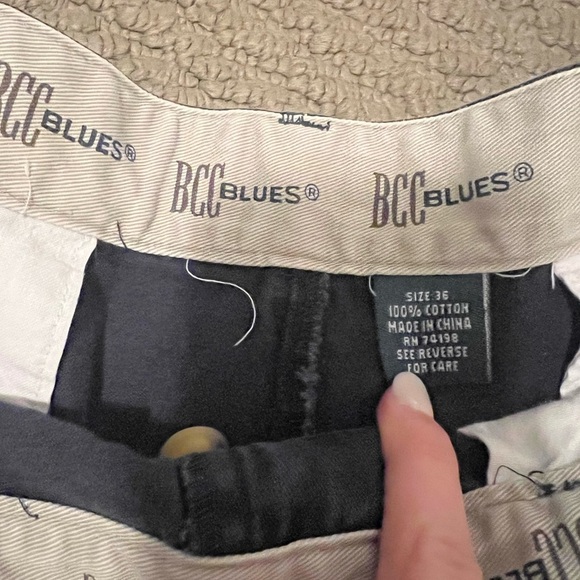 BCC BLUES®
BCC BLUES®
BCC BLUES®
SIZE: 36
100% COTTON
MADE IN CHINA
RN 74198
SEE REVERSE
FOR CARE